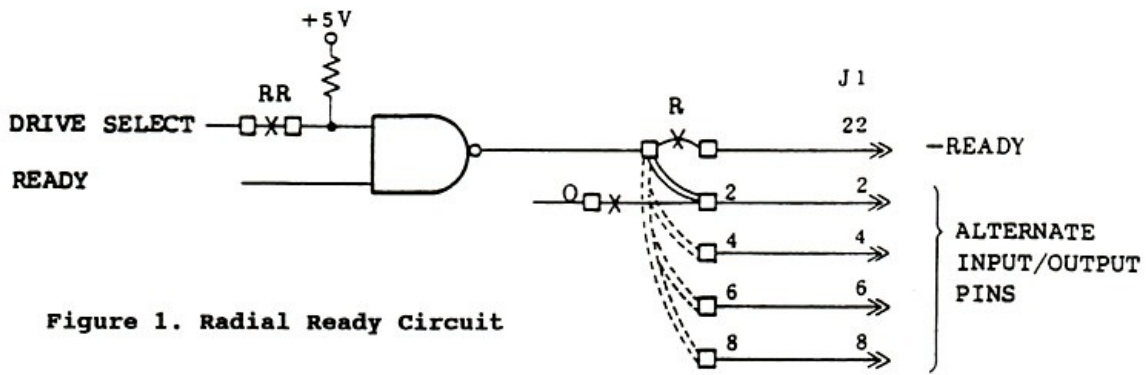 +5V
J1
RR
R
DRIVE SELECT
22
-READY
READY
2
2
O
4
4
ALTERNATE
INPUT/OUTPUT
PINS
6
6
Figure 1. Radial Ready Circuit
8
8